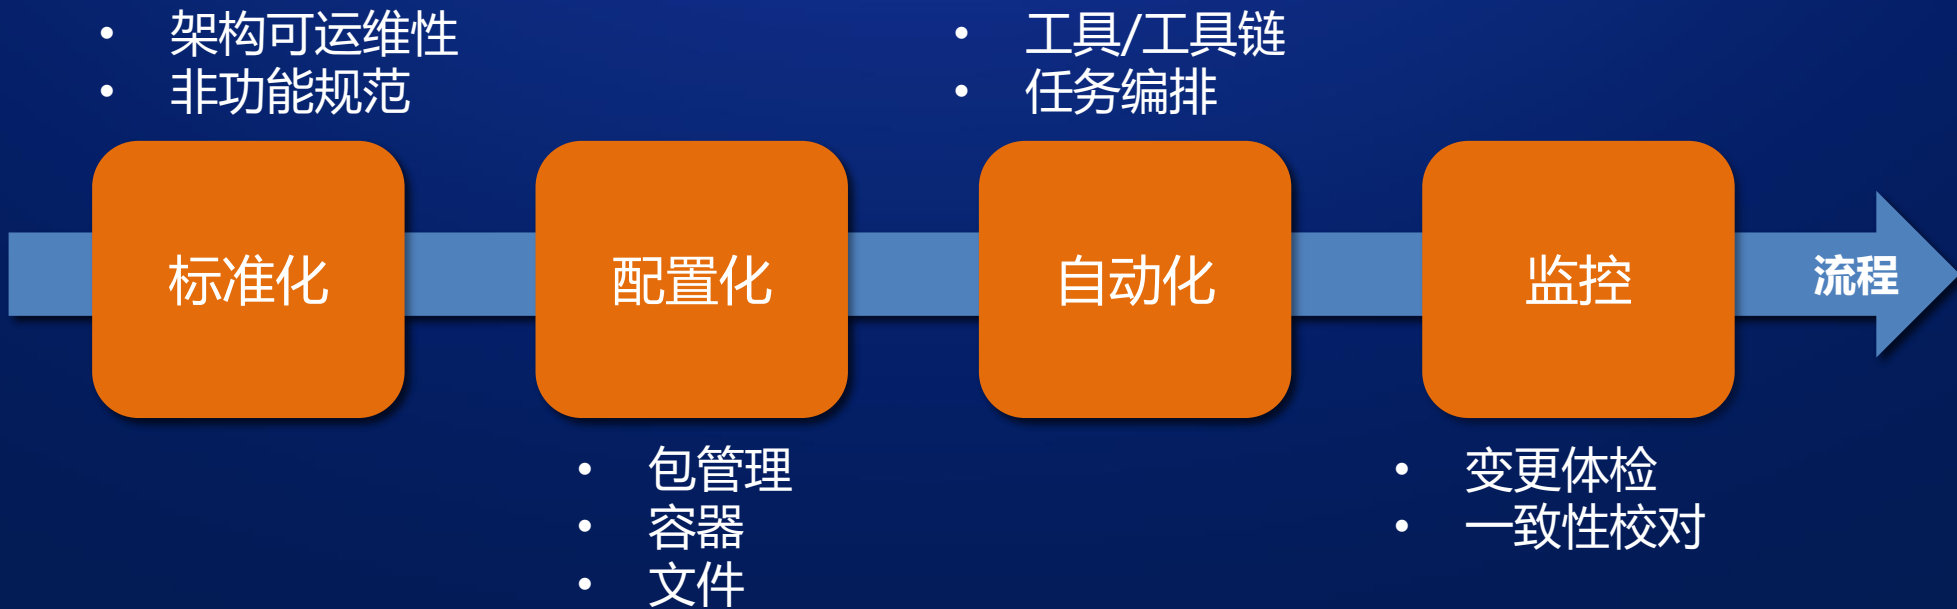 架构可运维性
非功能规范
工具/工具链
任务编排
标准化
配置化
自动化
监控
流程
包管理
容器
文件
变更体检
一致性校对